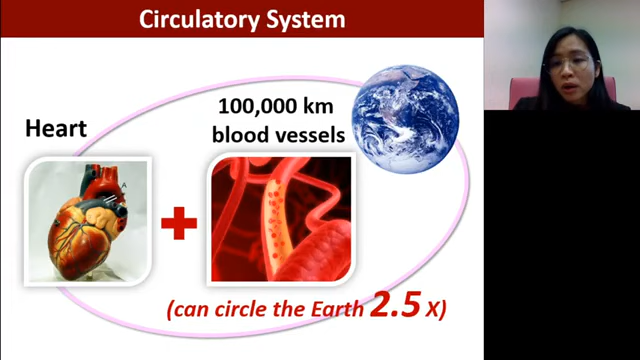 Circulatory System
Heart
100,000 km
blood vessels
A
(can circle the Earth 2.5 X)